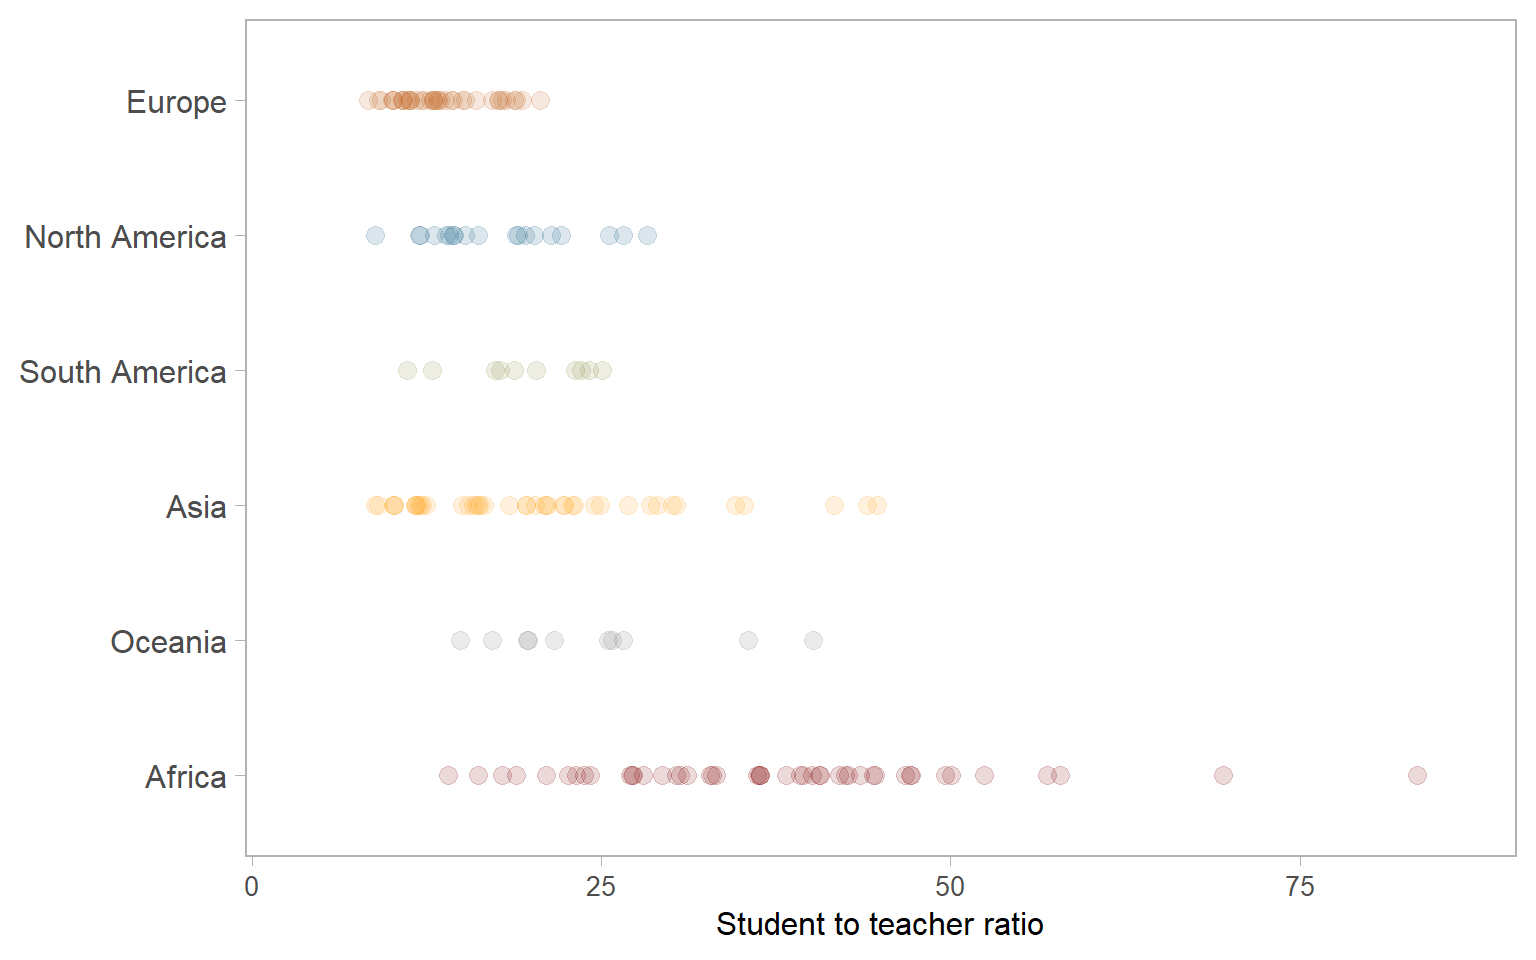 Europe
North America
South America
Asia
Oceania
Africa
0 25 50 75
Student to teacher ratio